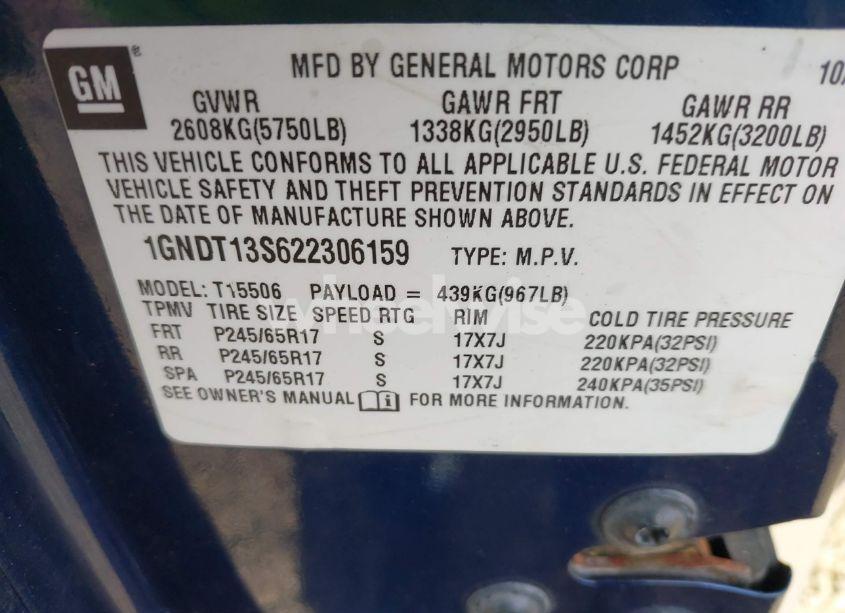 GM
MFD BY GENERAL MOTORS CORP
GVWR GAWR FRT GAWR RR
2608KG(5750LB) 1338KG(2950LB) 1452KG(3200LB)
THIS VEHICLE CONFORMS TO ALL APPLICABLE U.S. FEDERAL MOTOR
VEHICLE SAFETY AND THEFT PREVENTION STANDARDS IN EFFECT ON
THE DATE OF MANUFACTURE SHOWN ABOVE.
1GNDT13S622306159 TYPE: M.P.V.
MODEL: T15506 PAYLOAD = 439KG(967LB)
TPMV TIRE SIZE SPEED RTG RIM COLD TIRE PRESSURE
FRT P245/65R17 S 17X7J 220KPA(32PSI)
RR P245/65R17 S 17X7J 220KPA(32PSI)
SPA P245/65R17 S 17X7J 240KPA(35PSI)
SEE OWNER'S MANUAL i FOR MORE INFORMATION.